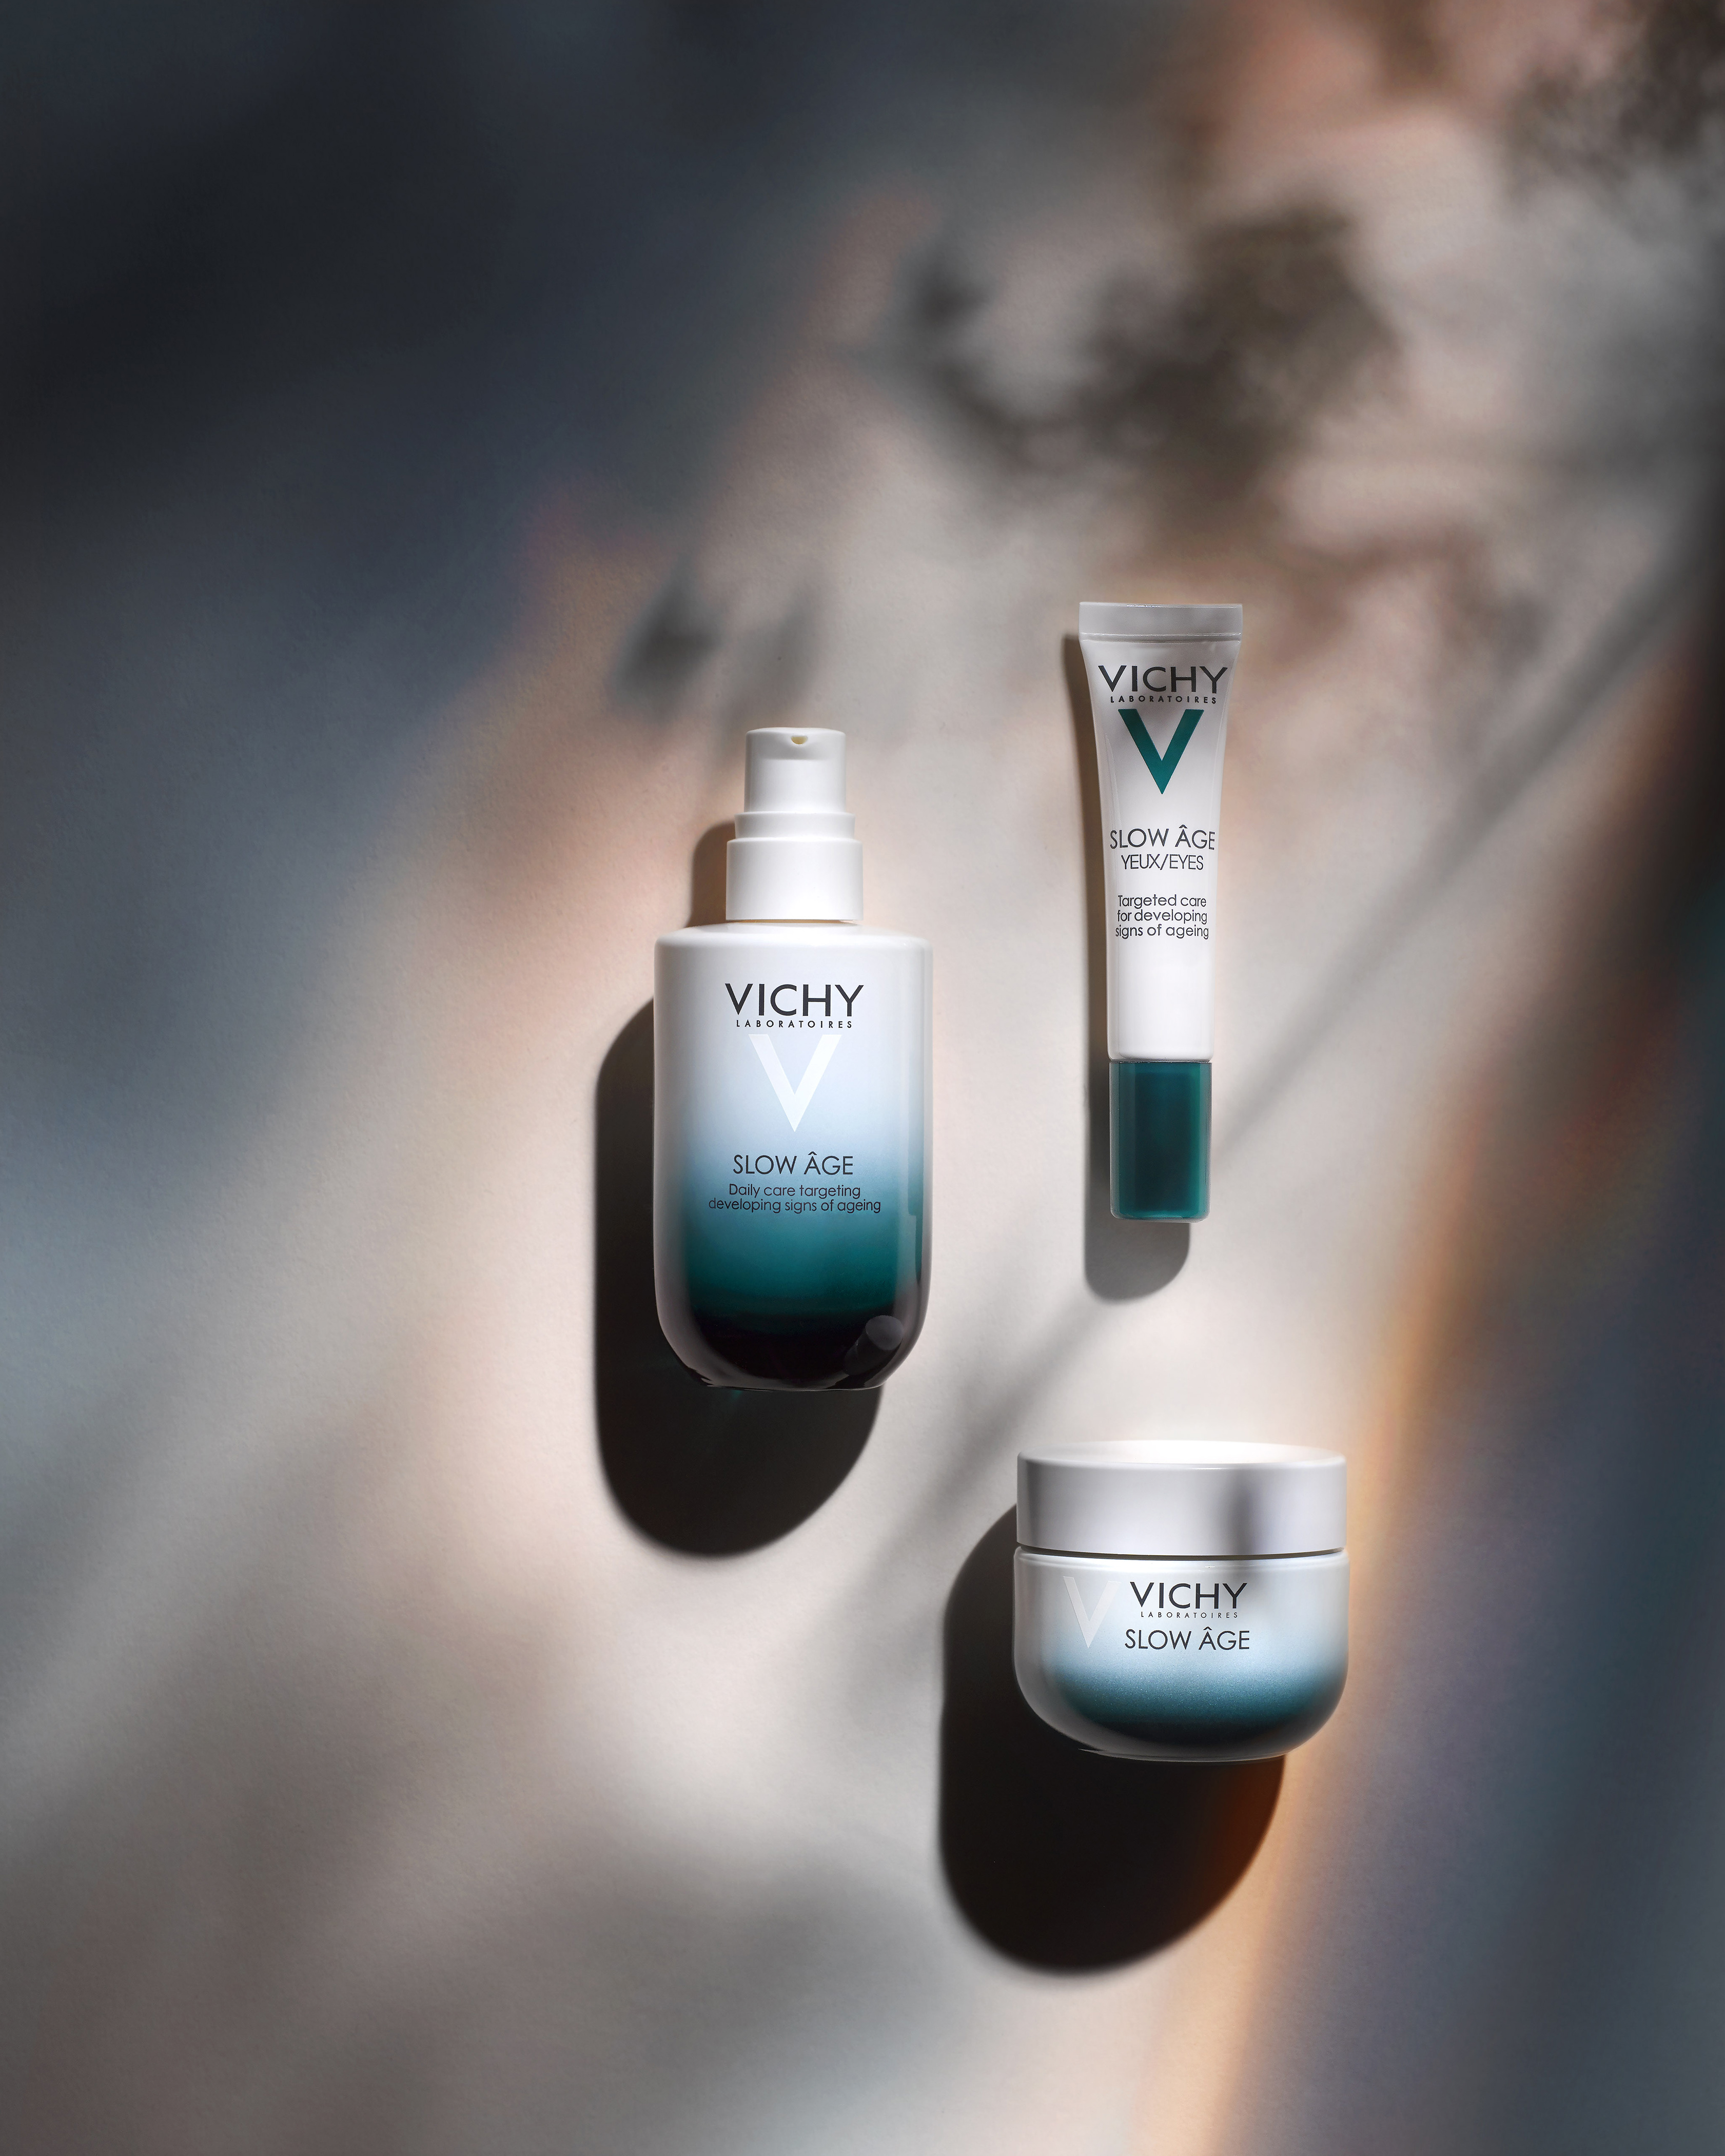 VICHY
LABORATOIRES
V
SLOW ÂGE
YEUX/EYES
Targeted care
for developing
signs of ageing
VICHY
LABORATOIRES
V
SLOW ÂGE
Daily care targeting
developing signs of ageing
V
VICHY
LABORATOIRES
SLOW ÂGE